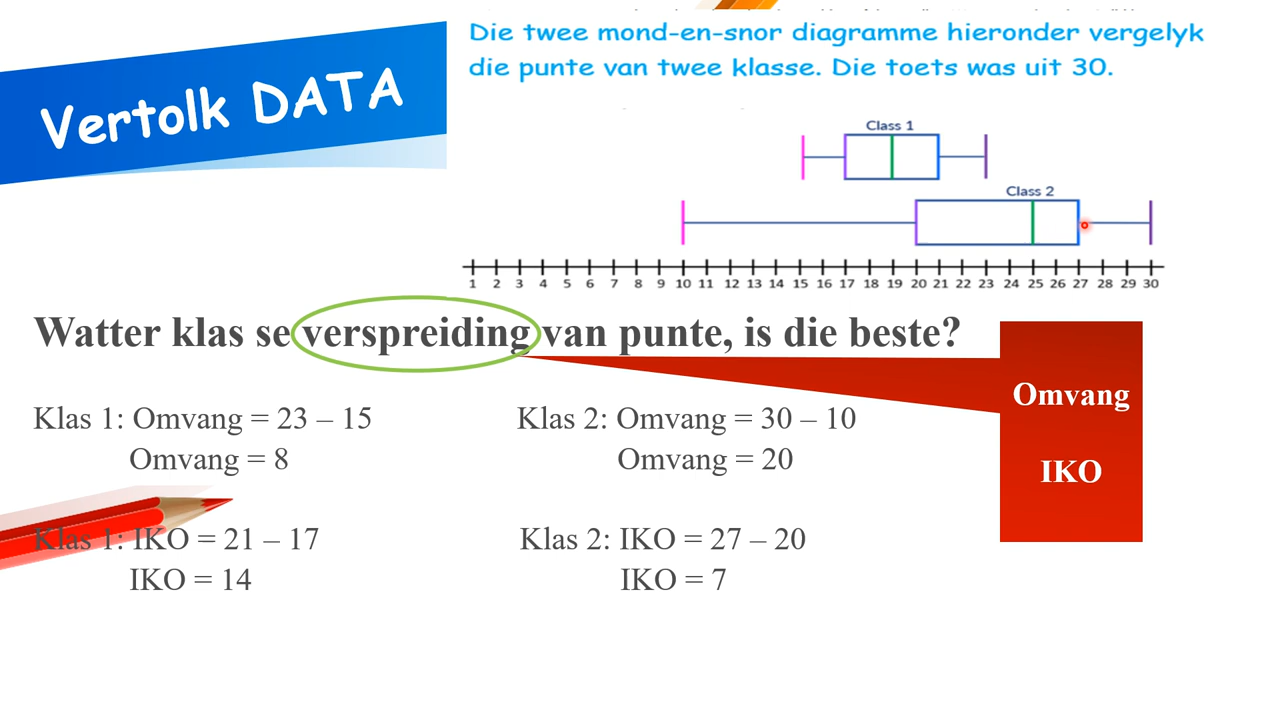 Vertolk DATA
Die twee mond-en-snor diagramme hieronder vergelyk
die punte van twee klasse. Die toets was uit 30.
Class 1
Class 2
1 2 3 4 5 6 7 8 9 10 11 12 13 14 15 16 17 18 19 20 21 22 23 24 25 26 27 28 29 30
Watter klas se verspreiding van punte, is die beste?
Omvang
IKO
Klas 1: Omvang = 23 – 15
Omvang = 8
Klas 2: Omvang = 30 – 10
Omvang = 20
Klas 1: IKO = 21 – 17
IKO = 14
Klas 2: IKO = 27 – 20
IKO = 7